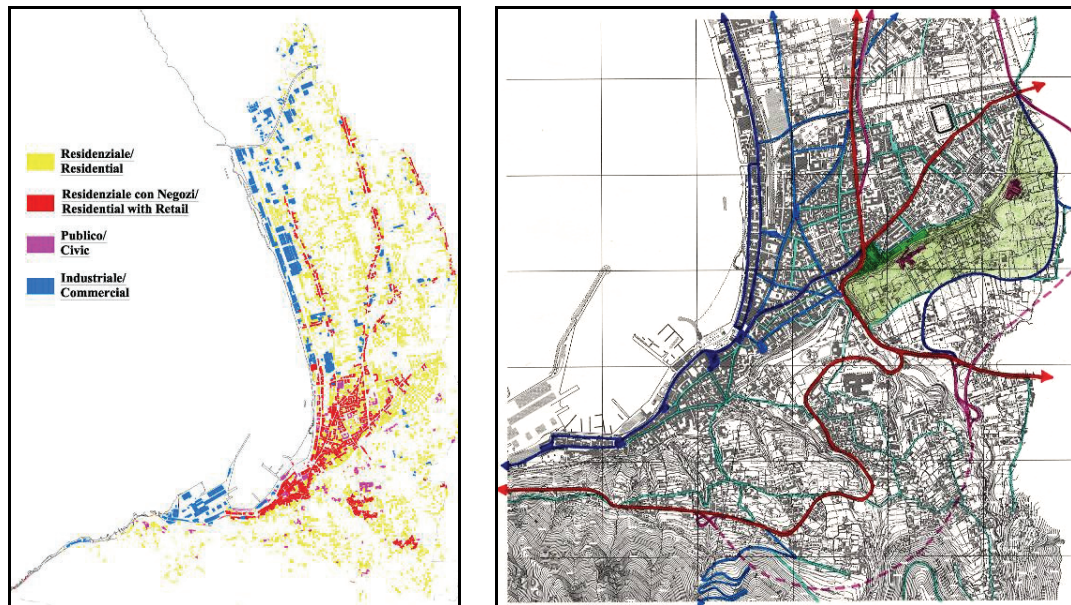 Residenziale/
Residential
Residenziale con Negozi/
Residential with Retail
Publico/
Civic
Industriale/
Commercial